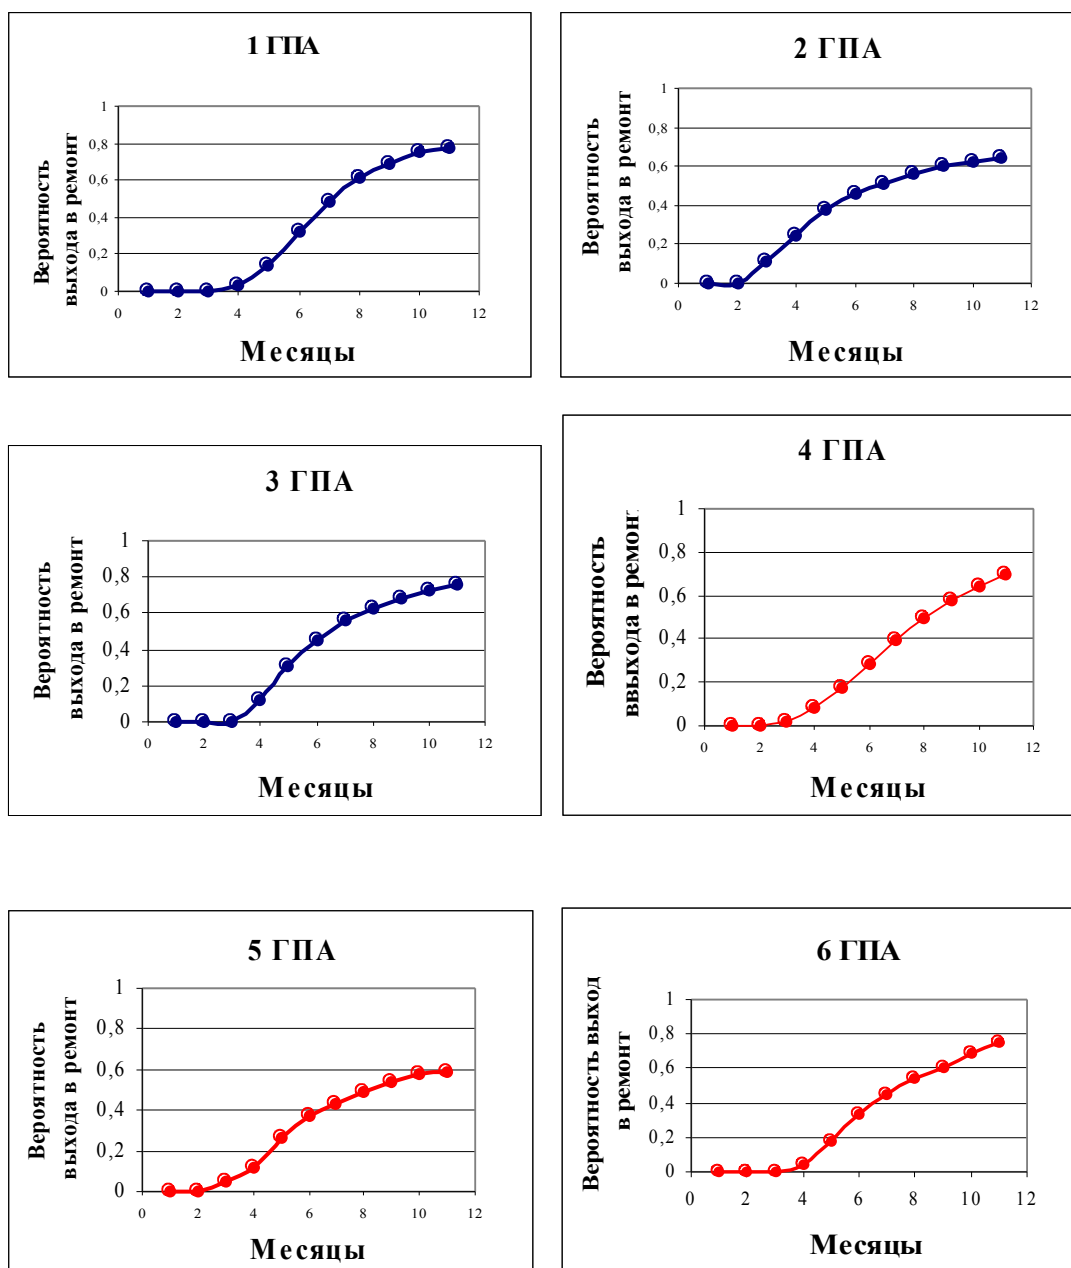 1 ГПА
Вероятность
выхода в ремонт
1
0,8
0,6
0,4
0,2
0
0 2 4 6 8 10 12
Месяцы
2 ГПА
Вероятность
выхода в ремонт
1
0,8
0,6
0,4
0,2
0
0 2 4 6 8 10 12
Месяцы
3 ГПА
Вероятность
выхода в ремонт
1
0,8
0,6
0,4
0,2
0
0 2 4 6 8 10 12
Месяцы
4 ГПА
Вероятность
ввыхода в ремонт
1
0,8
0,6
0,4
0,2
0
0 2 4 6 8 10 12
Месяцы
5 ГПА
Вероятность
выхода в ремонт
1
0,8
0,6
0,4
0,2
0
0 2 4 6 8 10 12
Месяцы
6 ГПА
Вероятность выход
в ремонт
1
0,8
0,6
0,4
0,2
0
0 2 4 6 8 10 12
Месяцы